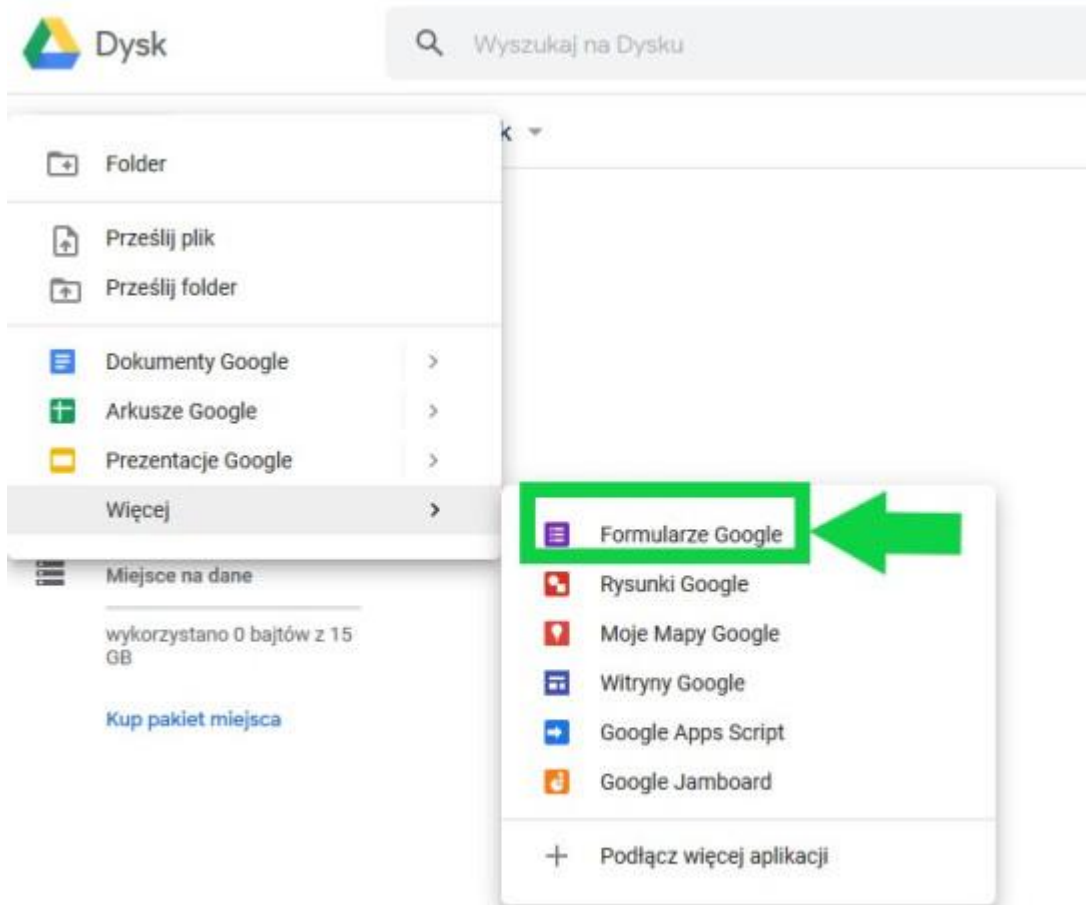 Dysk
Wyszukaj na Dysku
k
Folder
Prześlij plik
Prześlij folder
Dokumenty Google
Arkusze Google
Prezentacje Google
Więcej
Formularze Google
Rysunki Google
Moje Mapy Google
Witryny Google
Google Apps Script
Google Jamboard
Podłącz więcej aplikacji
Miejsce na dane
wykorzystano 0 bajtów z 15
GB
Kup pakiet miejsca